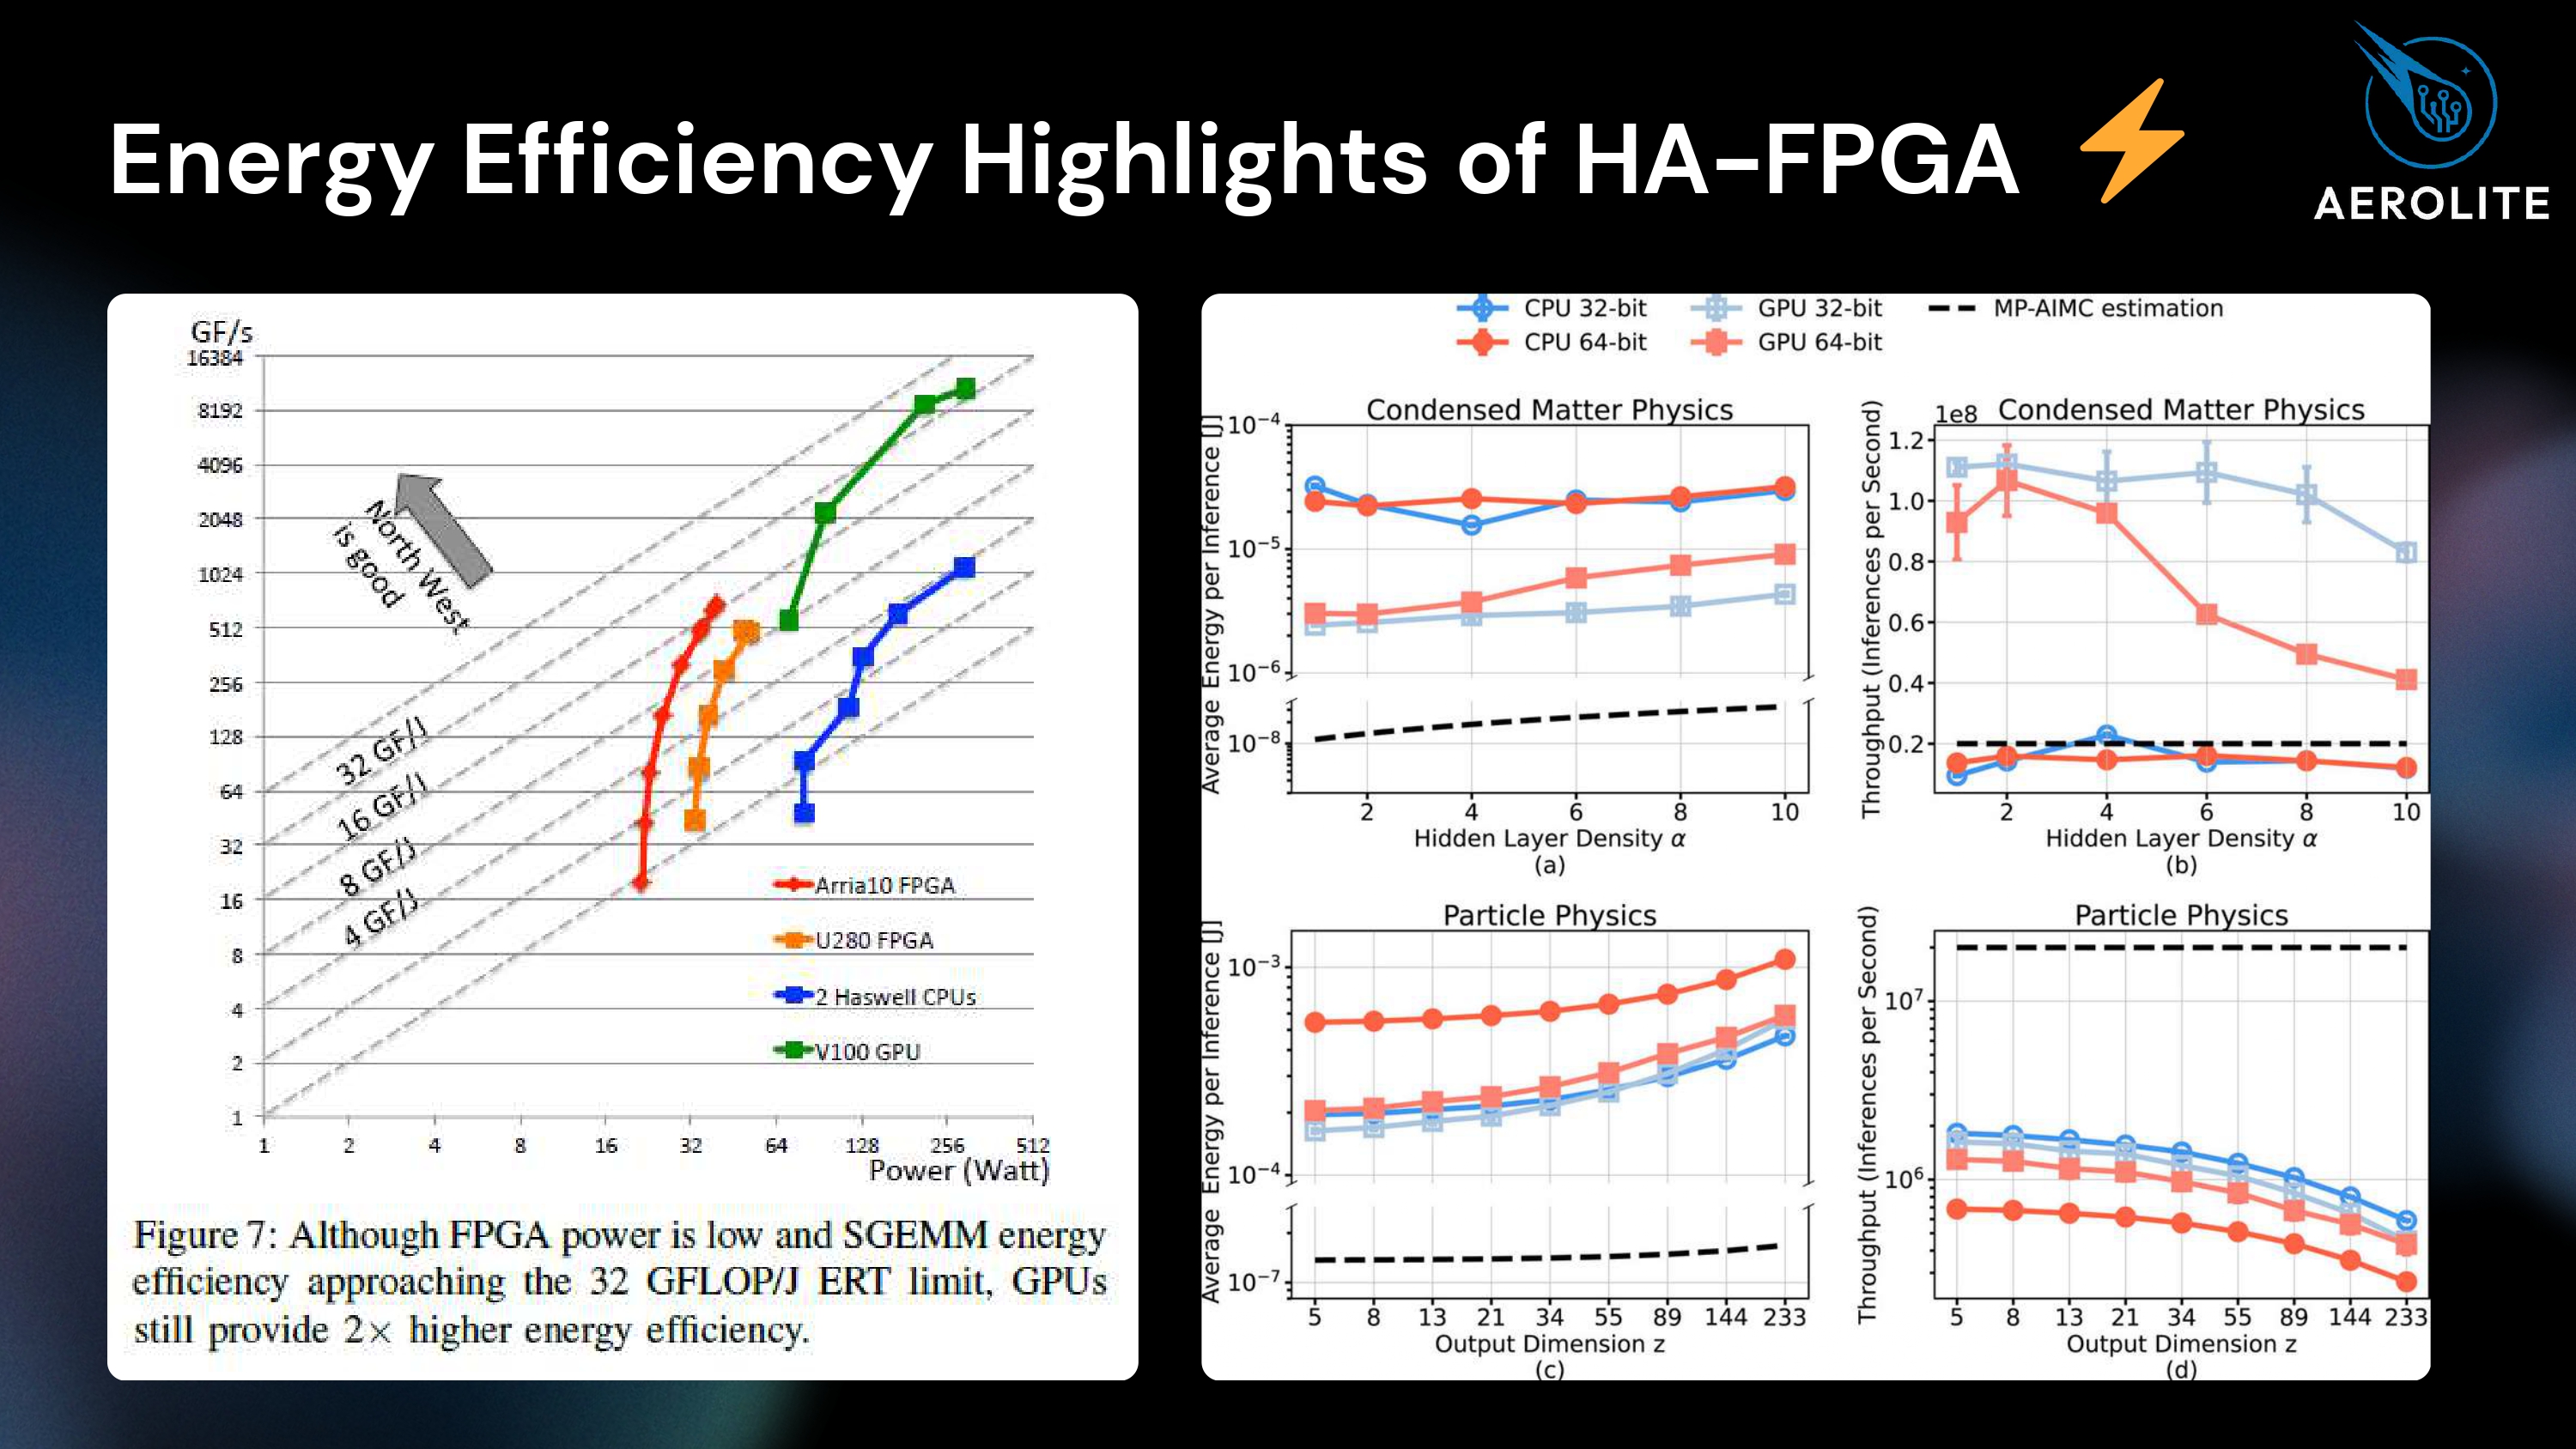 Energy Efficiency Highlights of HA-FPGA
AEROLITE
GF/s
16384
8192
4096
2048
1024
512
256
128
64
32
16
8
4
2
1
North West
is good
32 GF/J
16 GF/J
8 GF/J
4 GF/J
Arria10 FPGA
U280 FPGA
2 Haswell CPUs
V100 GPU
1 2 4 8 16 32 64 128 256 512
Power (Watt)
Figure 7: Although FPGA power is low and SGEMM energy
efficiency approaching the 32 GFLOP/J ERT limit, GPUs
still provide 2× higher energy efficiency.
CPU 32-bit GPU 32-bit MP-AIMC estimation
CPU 64-bit GPU 64-bit
Condensed Matter Physics
Average Energy per Inference [J]
10⁻⁴
10⁻⁵
10⁻⁶
10⁻⁸
2 4 6 8 10
Hidden Layer Density α
(a)
1e8 Condensed Matter Physics
Throughput (Inferences per Second)
1.2
1.0
0.8
0.6
0.4
0.2
2 4 6 8 10
Hidden Layer Density α
(b)
Particle Physics
Average Energy per Inference [J]
10⁻³
10⁻⁴
10⁻⁷
5 8 13 21 34 55 89 144 233
Output Dimension z
(c)
Particle Physics
Throughput (Inferences per Second)
10⁷
10⁶
5 8 13 21 34 55 89 144 233
Output Dimension z
(d)